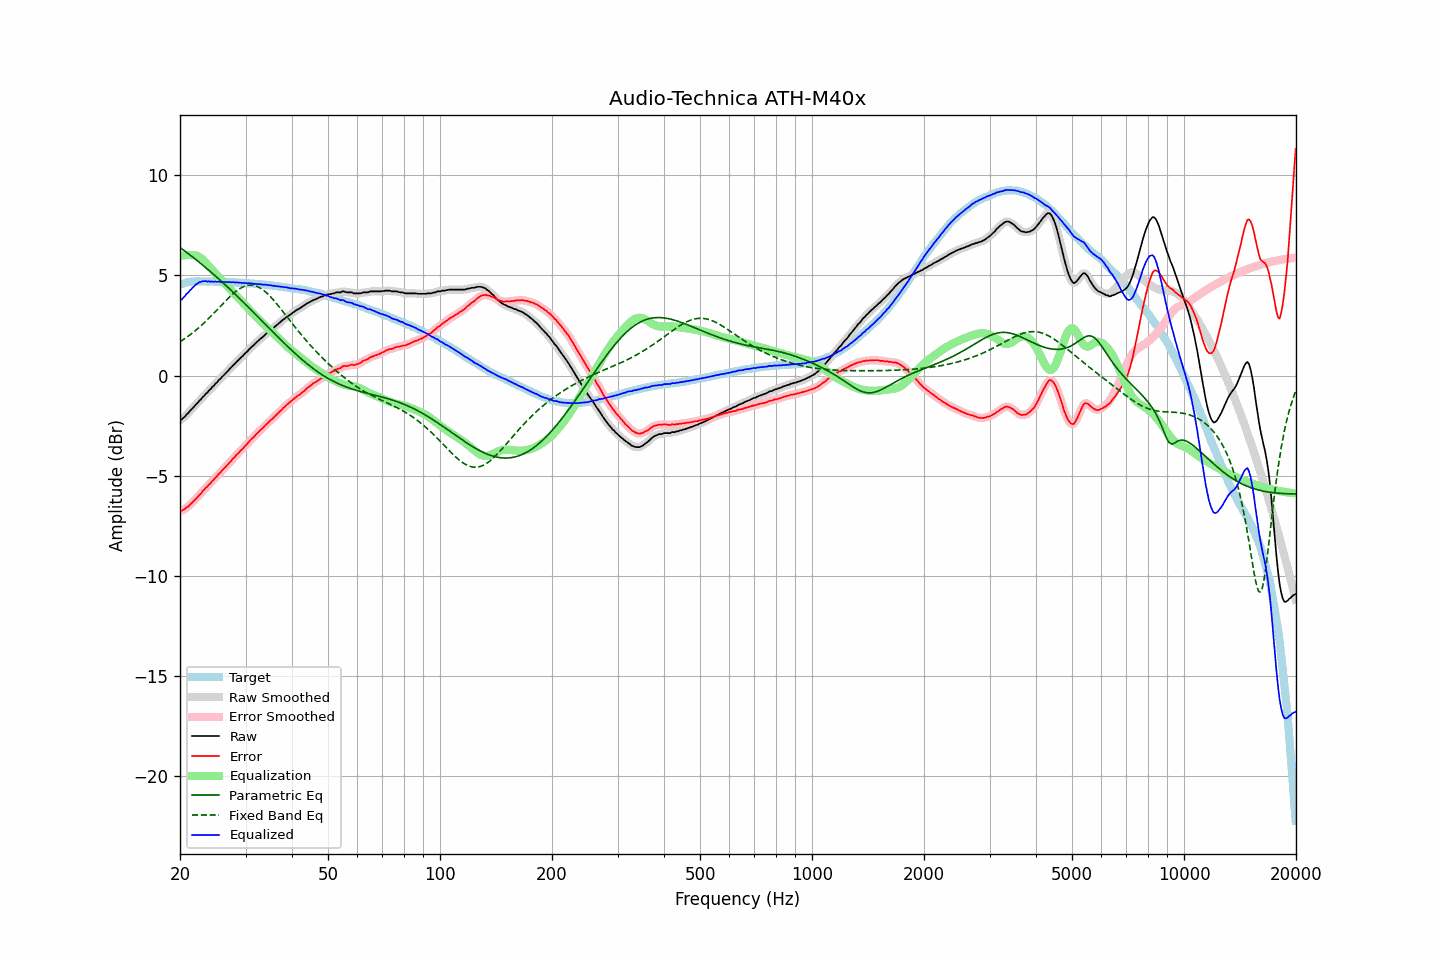 Audio-Technica ATH-M40x
Amplitude (dBr)
10
5
0
−5
−10
−15
−20
Target
Raw Smoothed
Error Smoothed
Raw
Error
Equalization
Parametric Eq
Fixed Band Eq
Equalized
20 50 100 200 500 1000 2000 5000 10000 20000
Frequency (Hz)